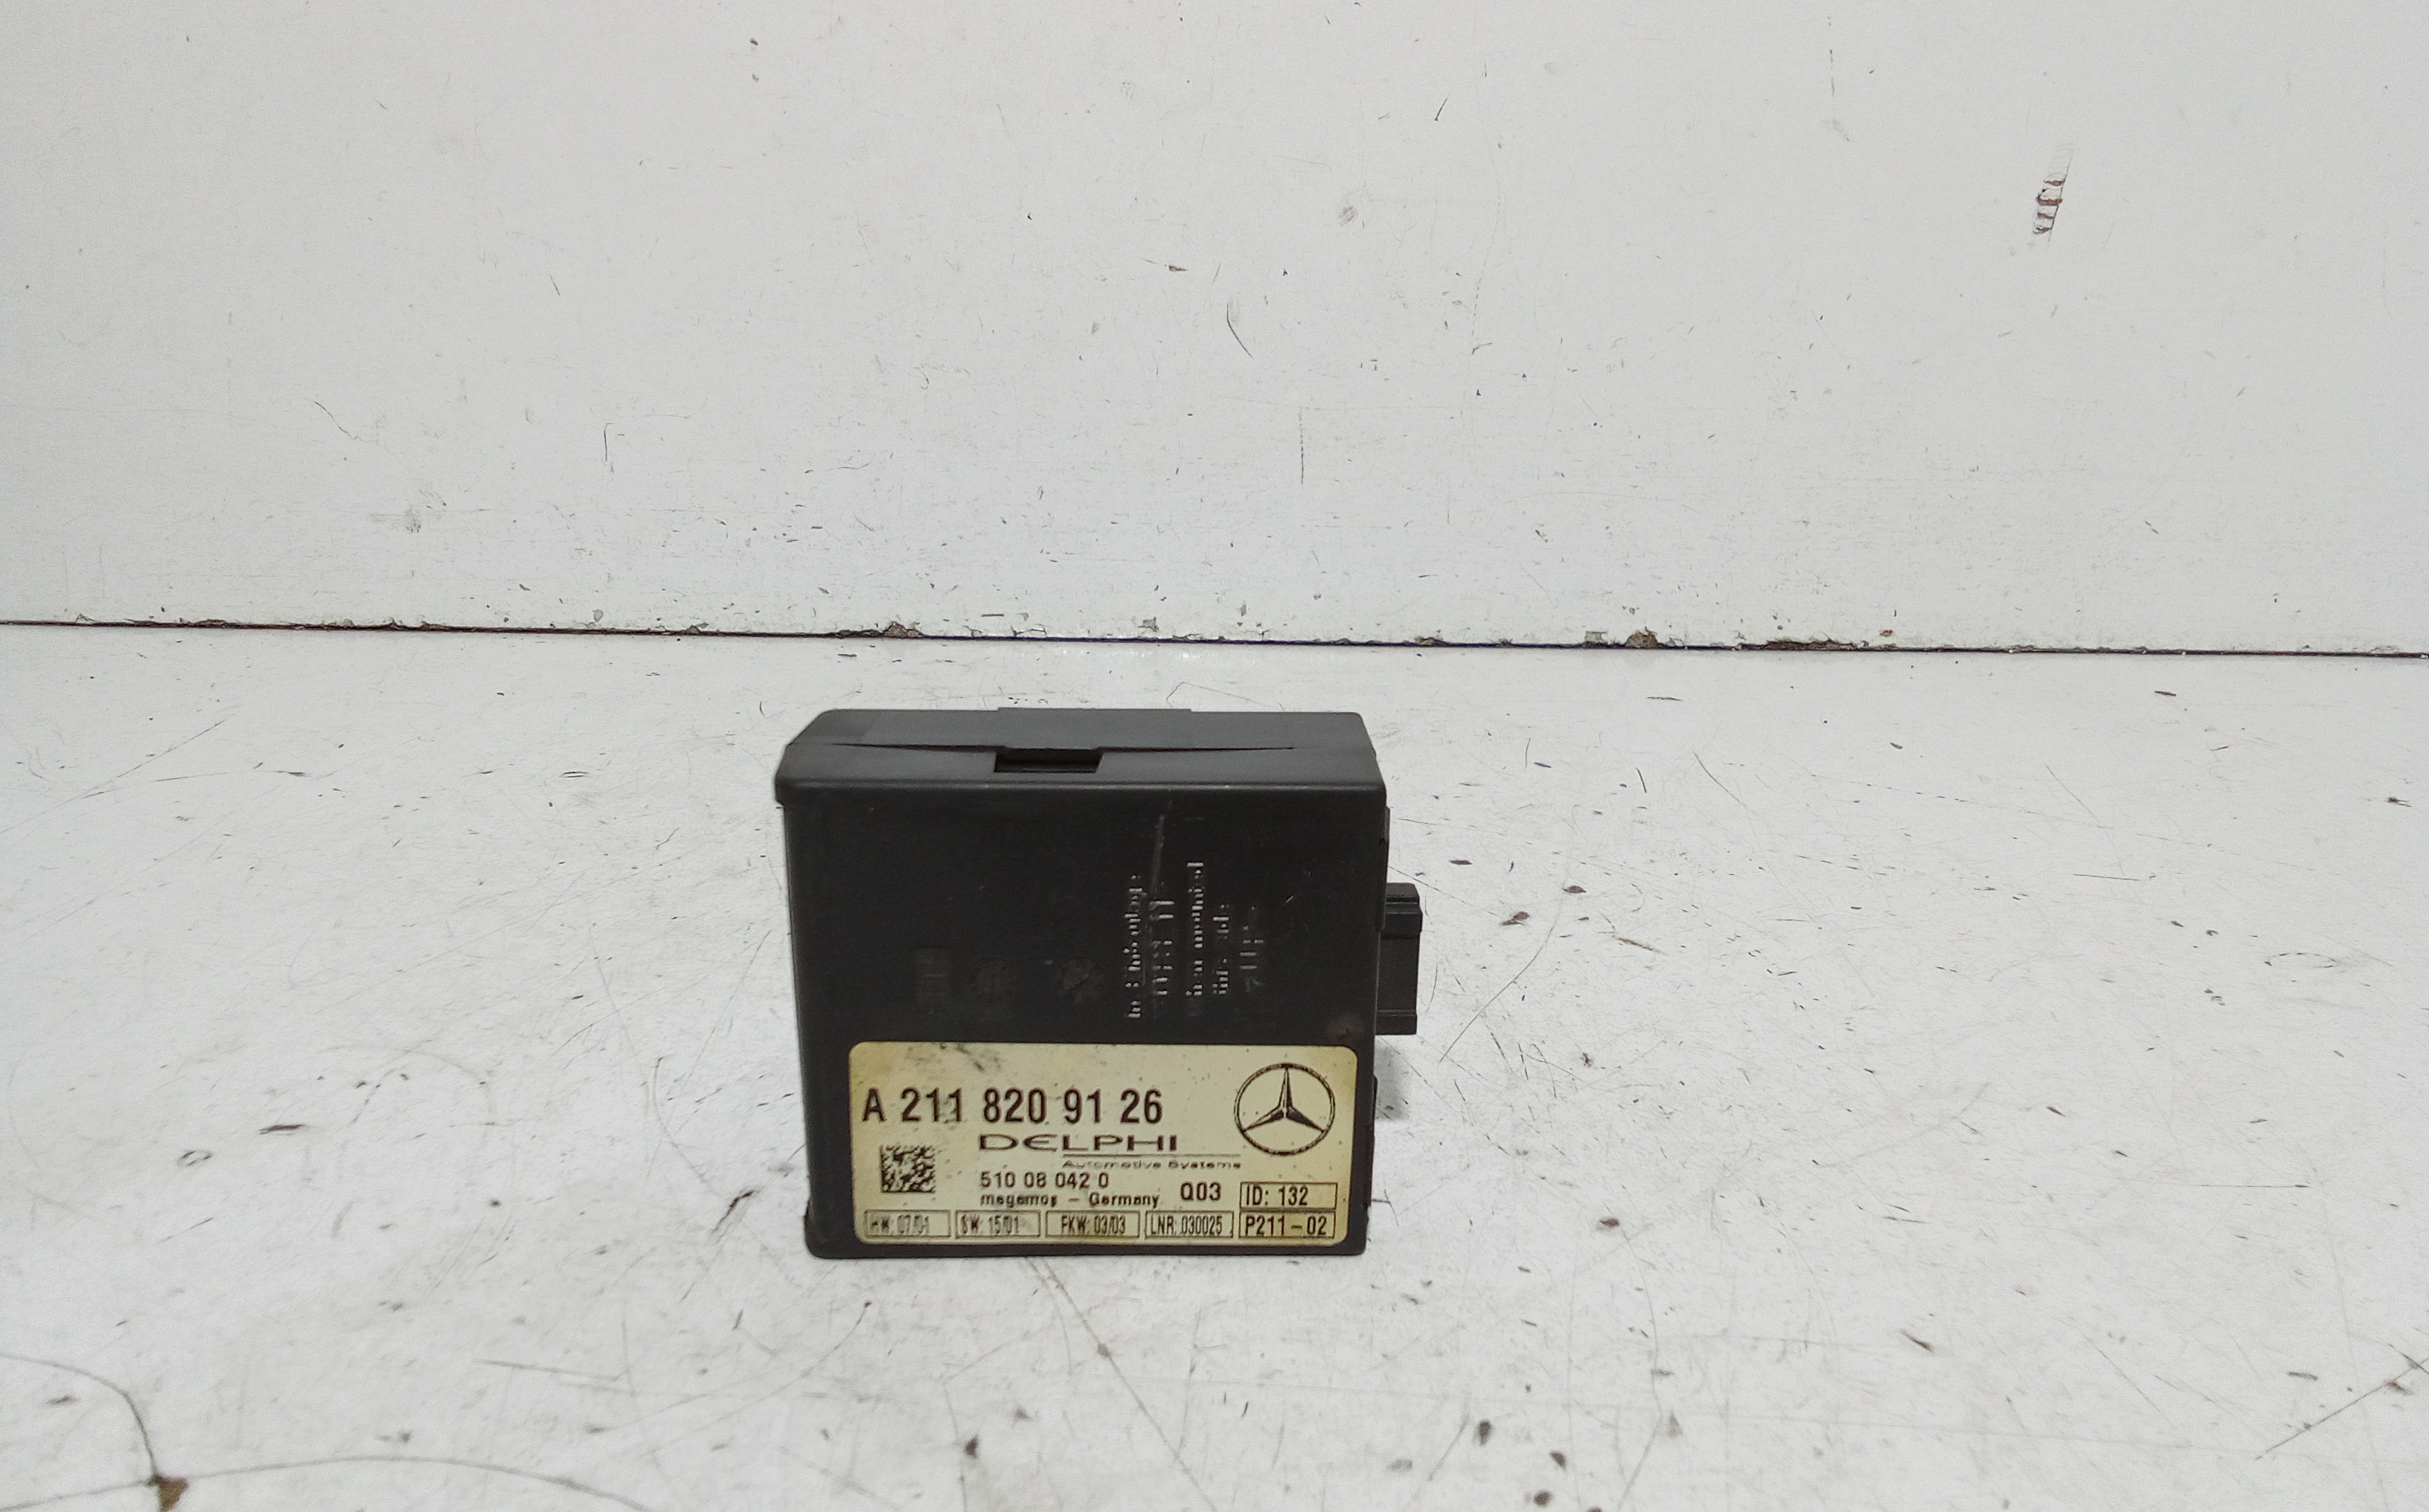 A 211 820 91 26
DELPHI
Automotive Systems
510 08 042 0
megamos - Germany Q03 ID: 132
HW: 07/01 SW: 15/01 FKW: 03/03 LNR: 030025 P211-02